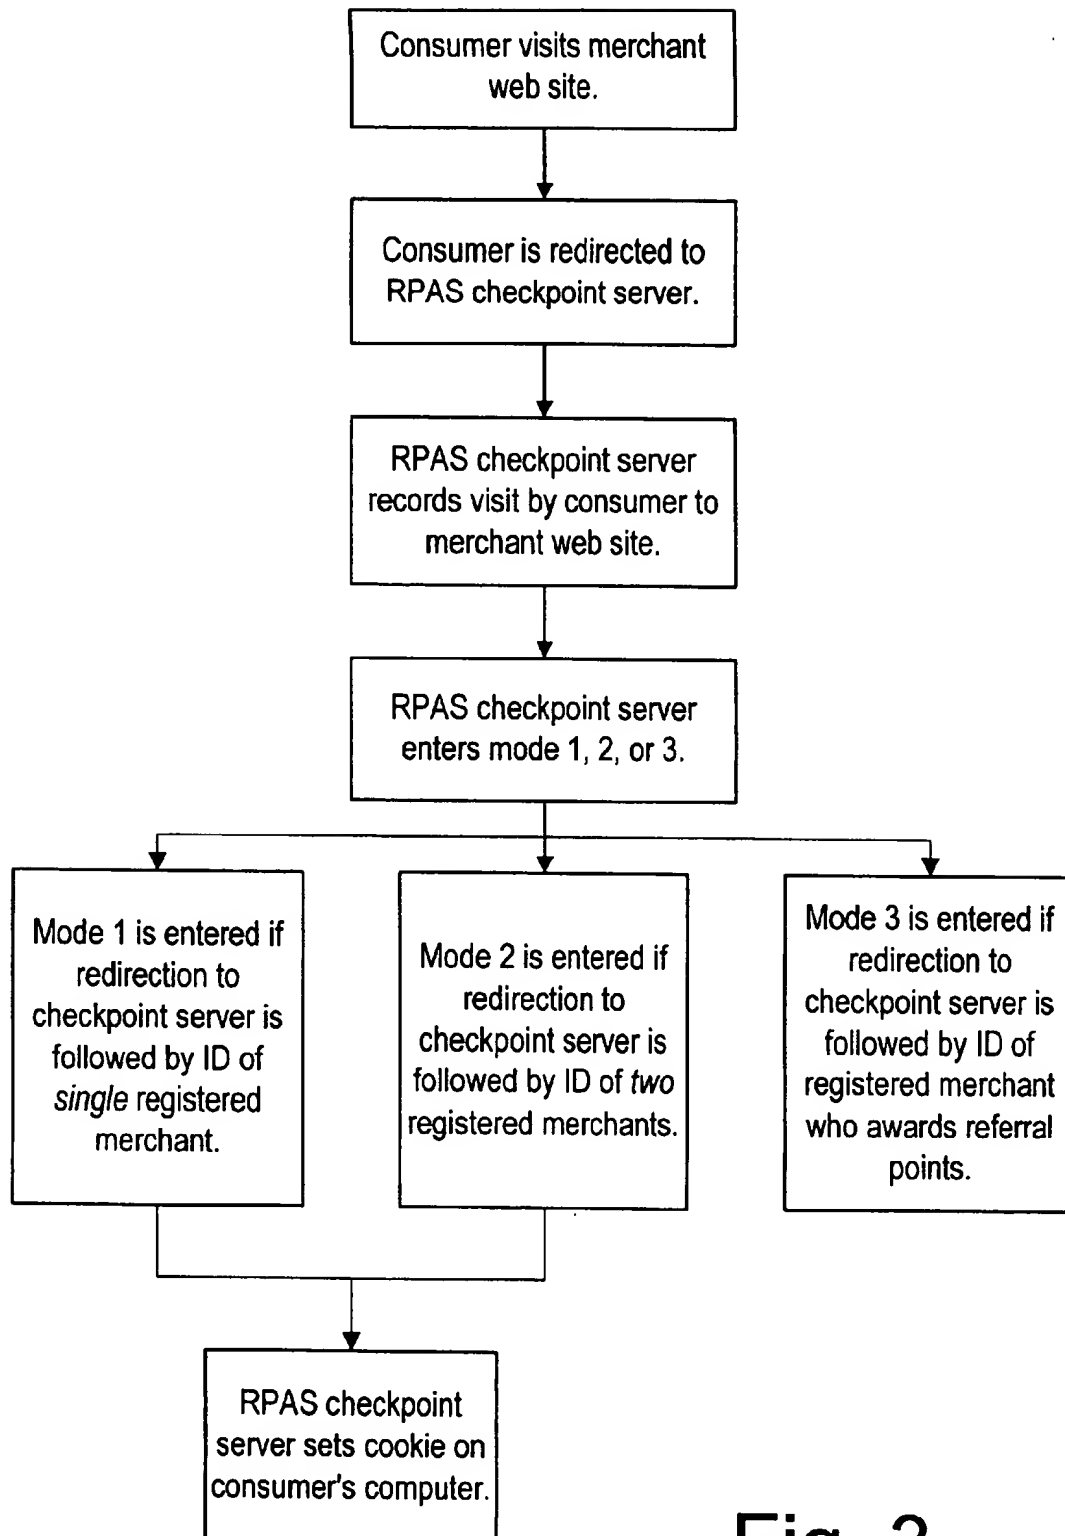 Consumer visits merchant
web site.
Consumer is redirected to
RPAS checkpoint server.
RPAS checkpoint server
records visit by consumer to
merchant web site.
RPAS checkpoint server
enters mode 1, 2, or 3.
Mode 1 is entered if
redirection to
checkpoint server is
followed by ID of
single registered
merchant.
Mode 2 is entered if
redirection to
checkpoint server is
followed by ID of two
registered merchants.
Mode 3 is entered if
redirection to
checkpoint server is
followed by ID of
registered merchant
who awards referral
points.
RPAS checkpoint
server sets cookie on
consumer's computer.
Fig.